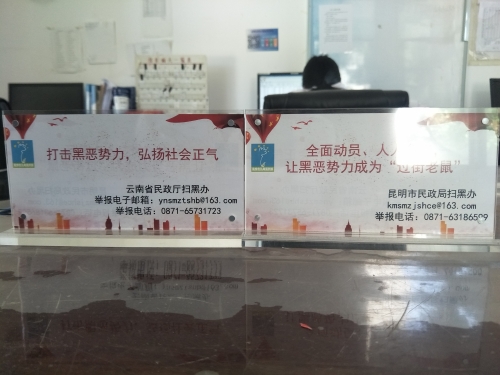 打击黑恶势力，弘扬社会正气
云南省民政厅扫黑办
举报电子邮箱：ynsmztshb@163.com
举报电话：0871-65731723
全面动员、人人
让黑恶势力成为“过街老鼠”
昆明市民政局扫黑办
kmsmzjshce@163.com
举报电话：0871-6318650